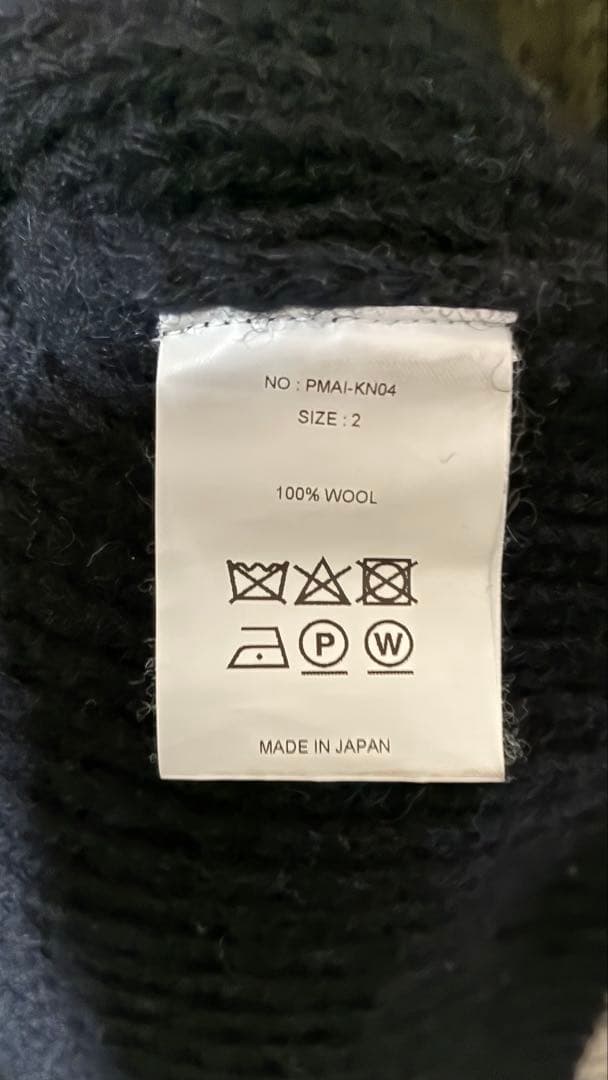 NO : PMAI-KN04
SIZE : 2
100% WOOL
P W
MADE IN JAPAN